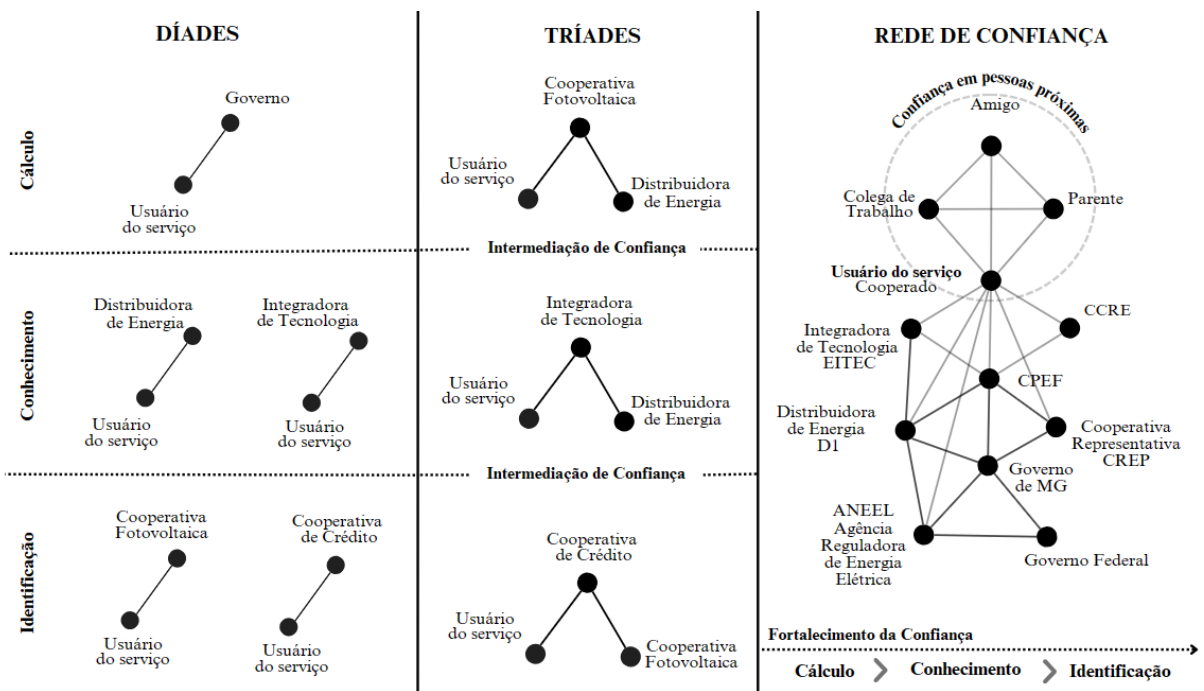 DÍADES
TRÍADES
REDE DE CONFIANÇA
Cálculo
Governo
Usuário
do serviço
Cooperativa
Fotovoltaica
Usuário
do serviço
Distribuidora
de Energia
Confiança em pessoas próximas
Amigo
Colega de
Trabalho
Parente
Intermediação de Confiança
Usuário do serviço
Cooperado
Conhecimento
Distribuidora
de Energia
Integradora
de Tecnologia
Usuário
do serviço
Usuário
do serviço
Integradora
de Tecnologia
Usuário
do serviço
Distribuidora
de Energia
Integradora
de Tecnologia
EITEC
CCRE
CPEF
Distribuidora
de Energia
D1
Cooperativa
Representativa
CREP
Intermediação de Confiança
Governo
de MG
Identificação
Cooperativa
Fotovoltaica
Cooperativa
de Crédito
Usuário
do serviço
Usuário
do serviço
Cooperativa
de Crédito
Usuário
do serviço
Cooperativa
Fotovoltaica
ANEEL
Agência
Reguladora
de Energia
Elétrica
Governo Federal
Fortalecimento da Confiança
Cálculo
Conhecimento
Identificação